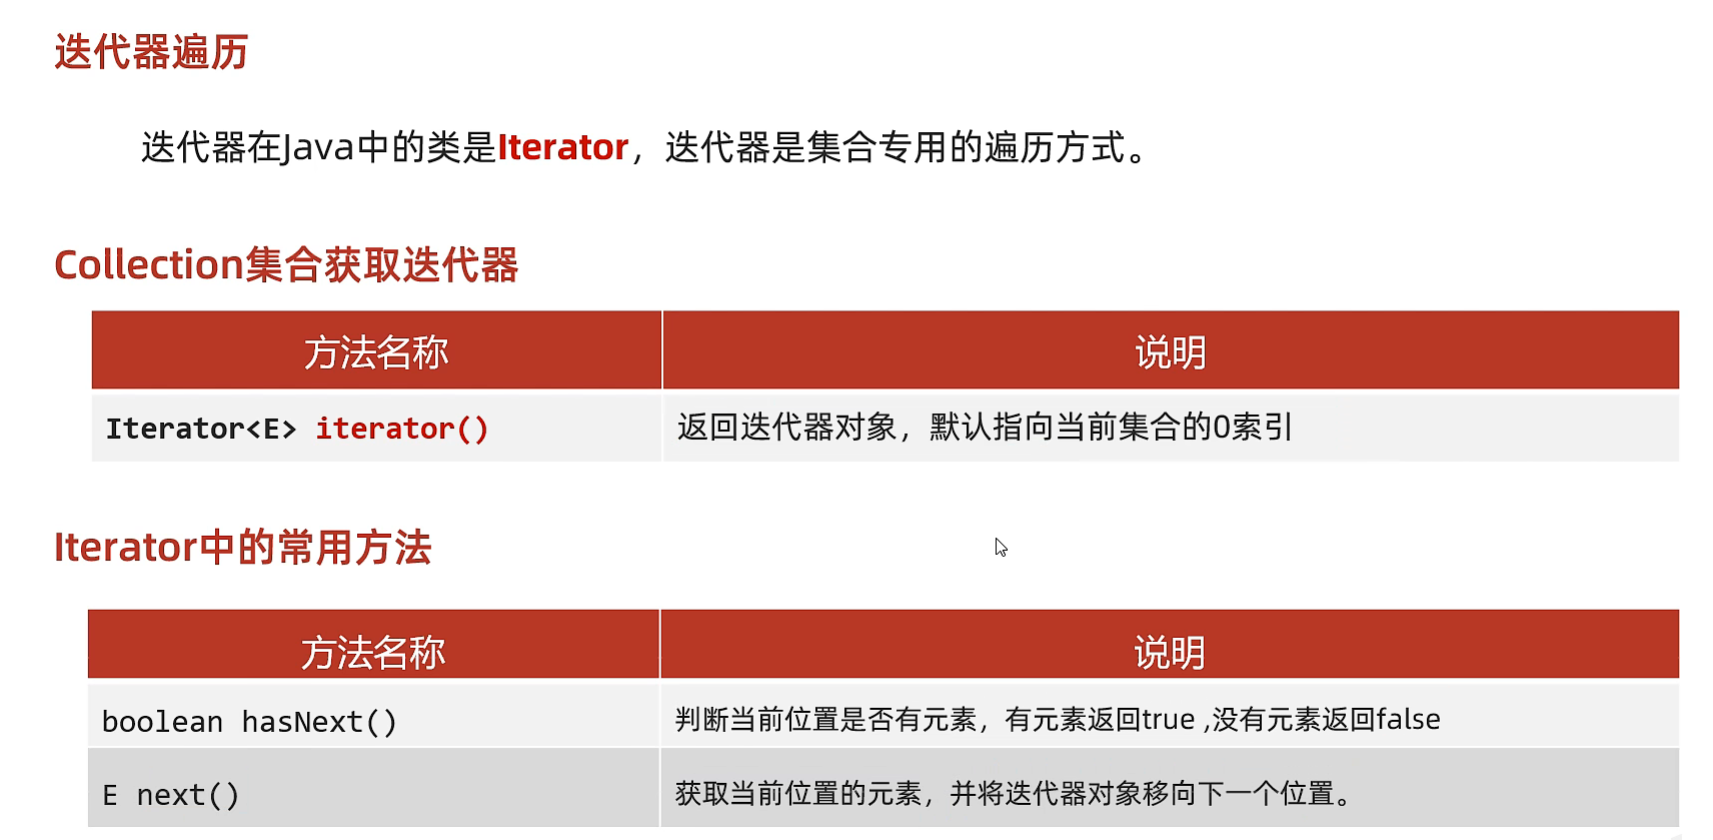 迭代器遍历
迭代器在Java中的类是Iterator，迭代器是集合专用的遍历方式。
Collection集合获取迭代器
方法名称 说明
Iterator<E> iterator() 返回迭代器对象，默认指向当前集合的0索引
Iterator中的常用方法
方法名称 说明
boolean hasNext() 判断当前位置是否有元素，有元素返回true ,没有元素返回false
E next() 获取当前位置的元素，并将迭代器对象移向下一个位置。